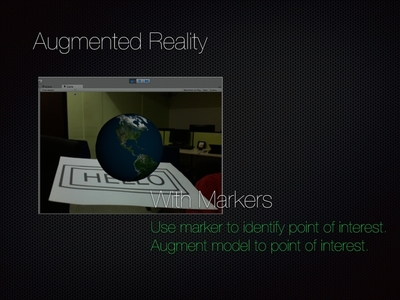 Augmented Reality
HELLO
With Markers
Use marker to identify point of interest.
Augment model to point of interest.